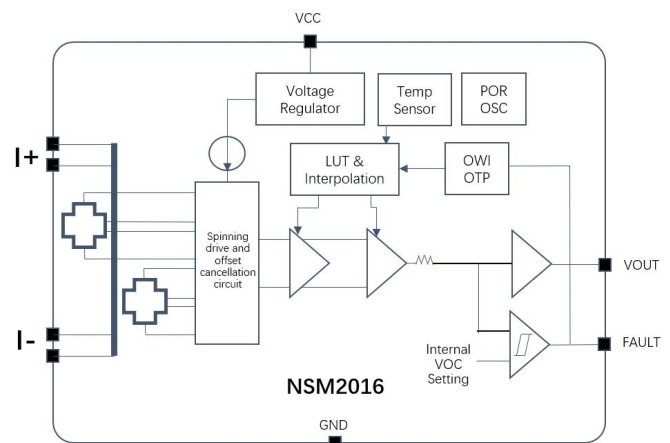 VCC
Voltage
Regulator
Temp
Sensor
POR
OSC
I+
LUT &
Interpolation
OWI
OTP
Spinning
drive and
offset
cancellation
circuit
VOUT
I-
Internal
VOC
Setting
FAULT
NSM2016
GND